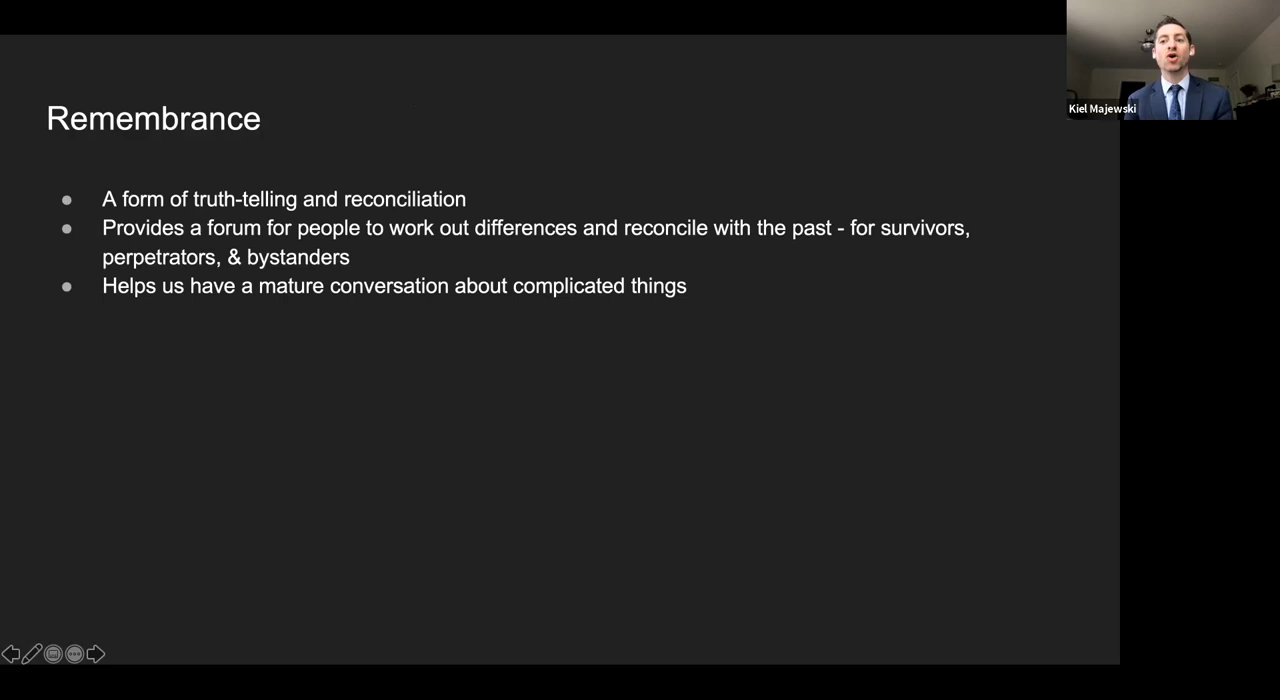 Remembrance
● A form of truth-telling and reconciliation
● Provides a forum for people to work out differences and reconcile with the past - for survivors,
perpetrators, & bystanders
● Helps us have a mature conversation about complicated things
Kiel Majewski